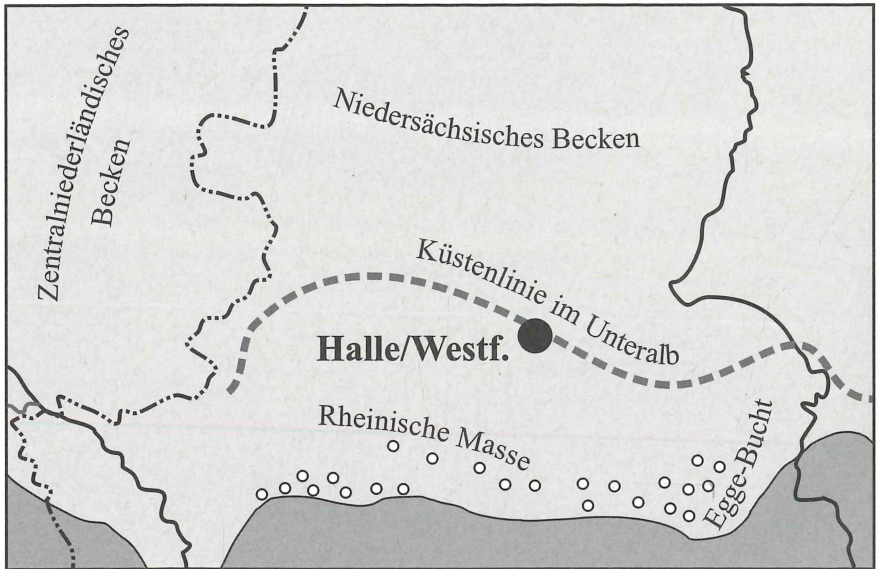 Zentralniederländisches
Becken
Niedersächsisches Becken
Küstenlinie im Unteralb
Halle/Westf.
Rheinische Masse
Egge-Bucht